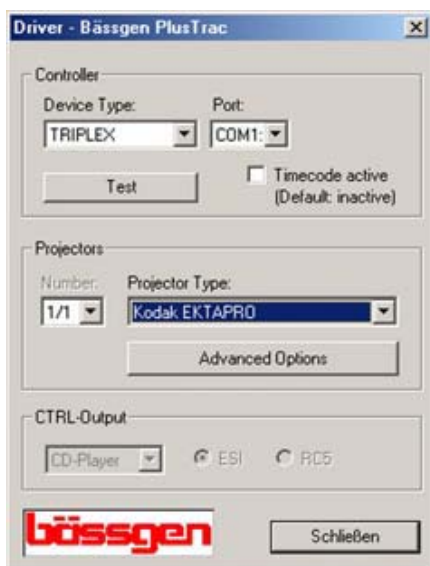 Driver - Bässgen PlusTrac
Controller
Device Type: Port:
TRIPLEX COM1:
Test
Timecode active
(Default: inactive)
Projectors
Number: Projector Type:
1/1 Kodak EKTAPRO
Advanced Options
CTRL-Output
CD-Player ESI RC5
bässgen
Schließen